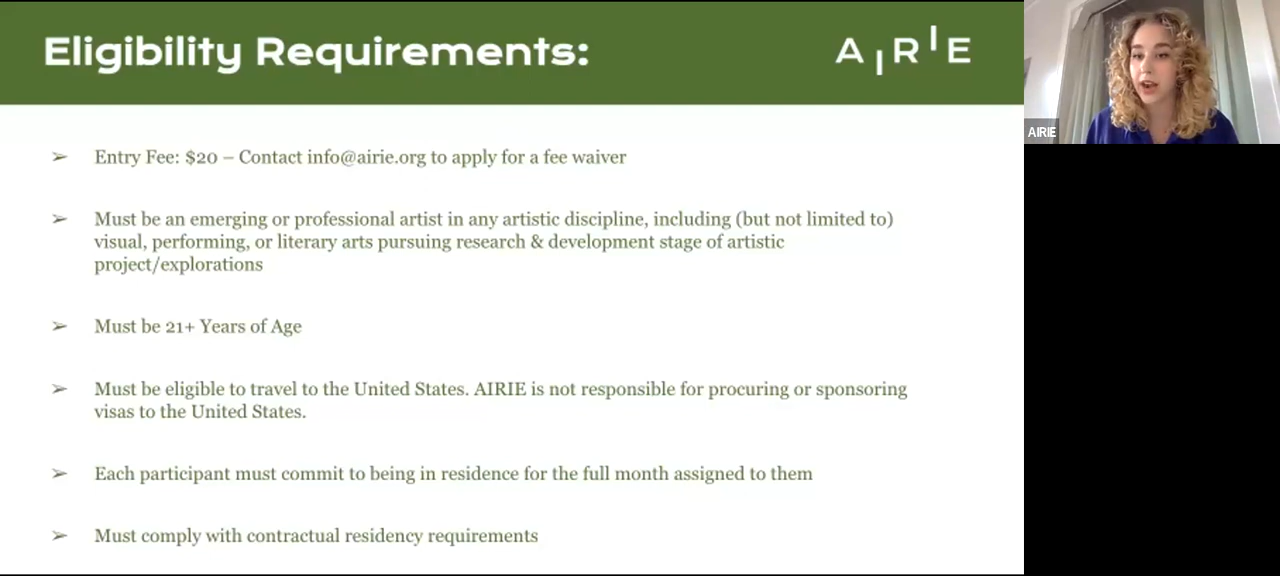 Eligibility Requirements:
AIRIE
AIRIE
➢ Entry Fee: $20 – Contact info@airie.org to apply for a fee waiver
➢ Must be an emerging or professional artist in any artistic discipline, including (but not limited to)
visual, performing, or literary arts pursuing research & development stage of artistic
project/explorations
➢ Must be 21+ Years of Age
➢ Must be eligible to travel to the United States. AIRIE is not responsible for procuring or sponsoring
visas to the United States.
➢ Each participant must commit to being in residence for the full month assigned to them
➢ Must comply with contractual residency requirements